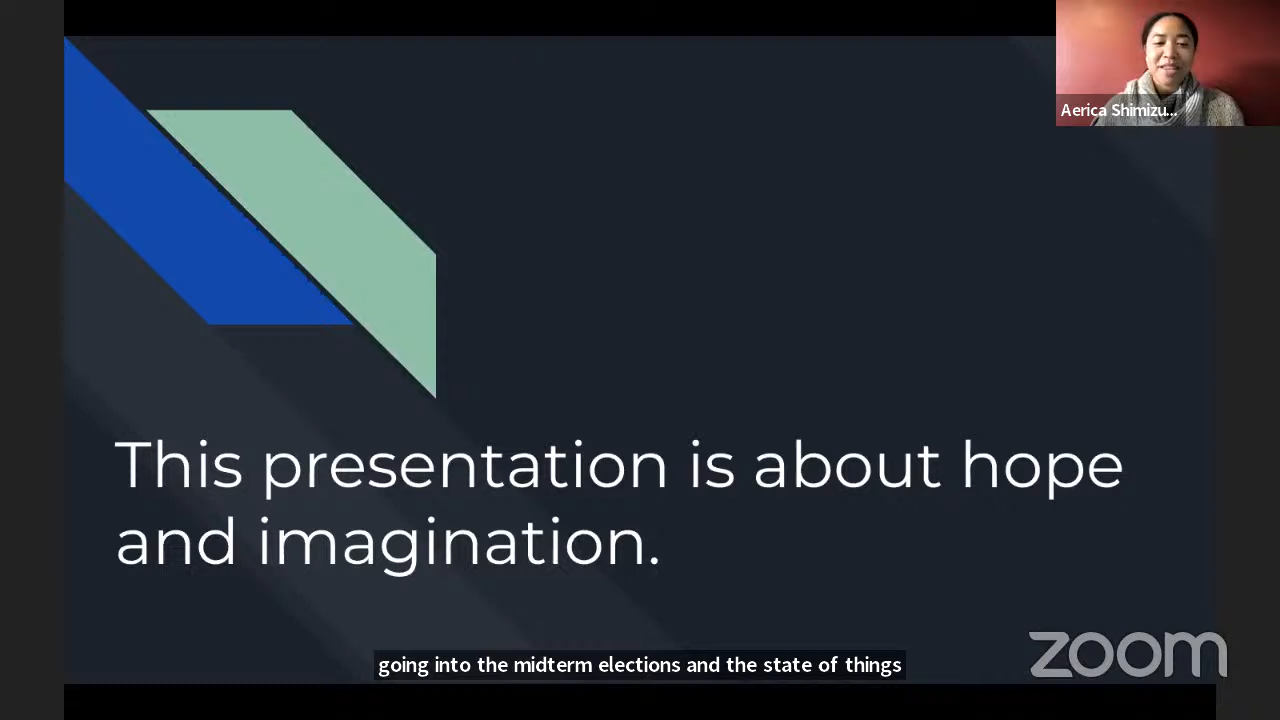 Aerica Shimizu...
This presentation is about hope
and imagination.
going into the midterm elections and the state of things
zoom